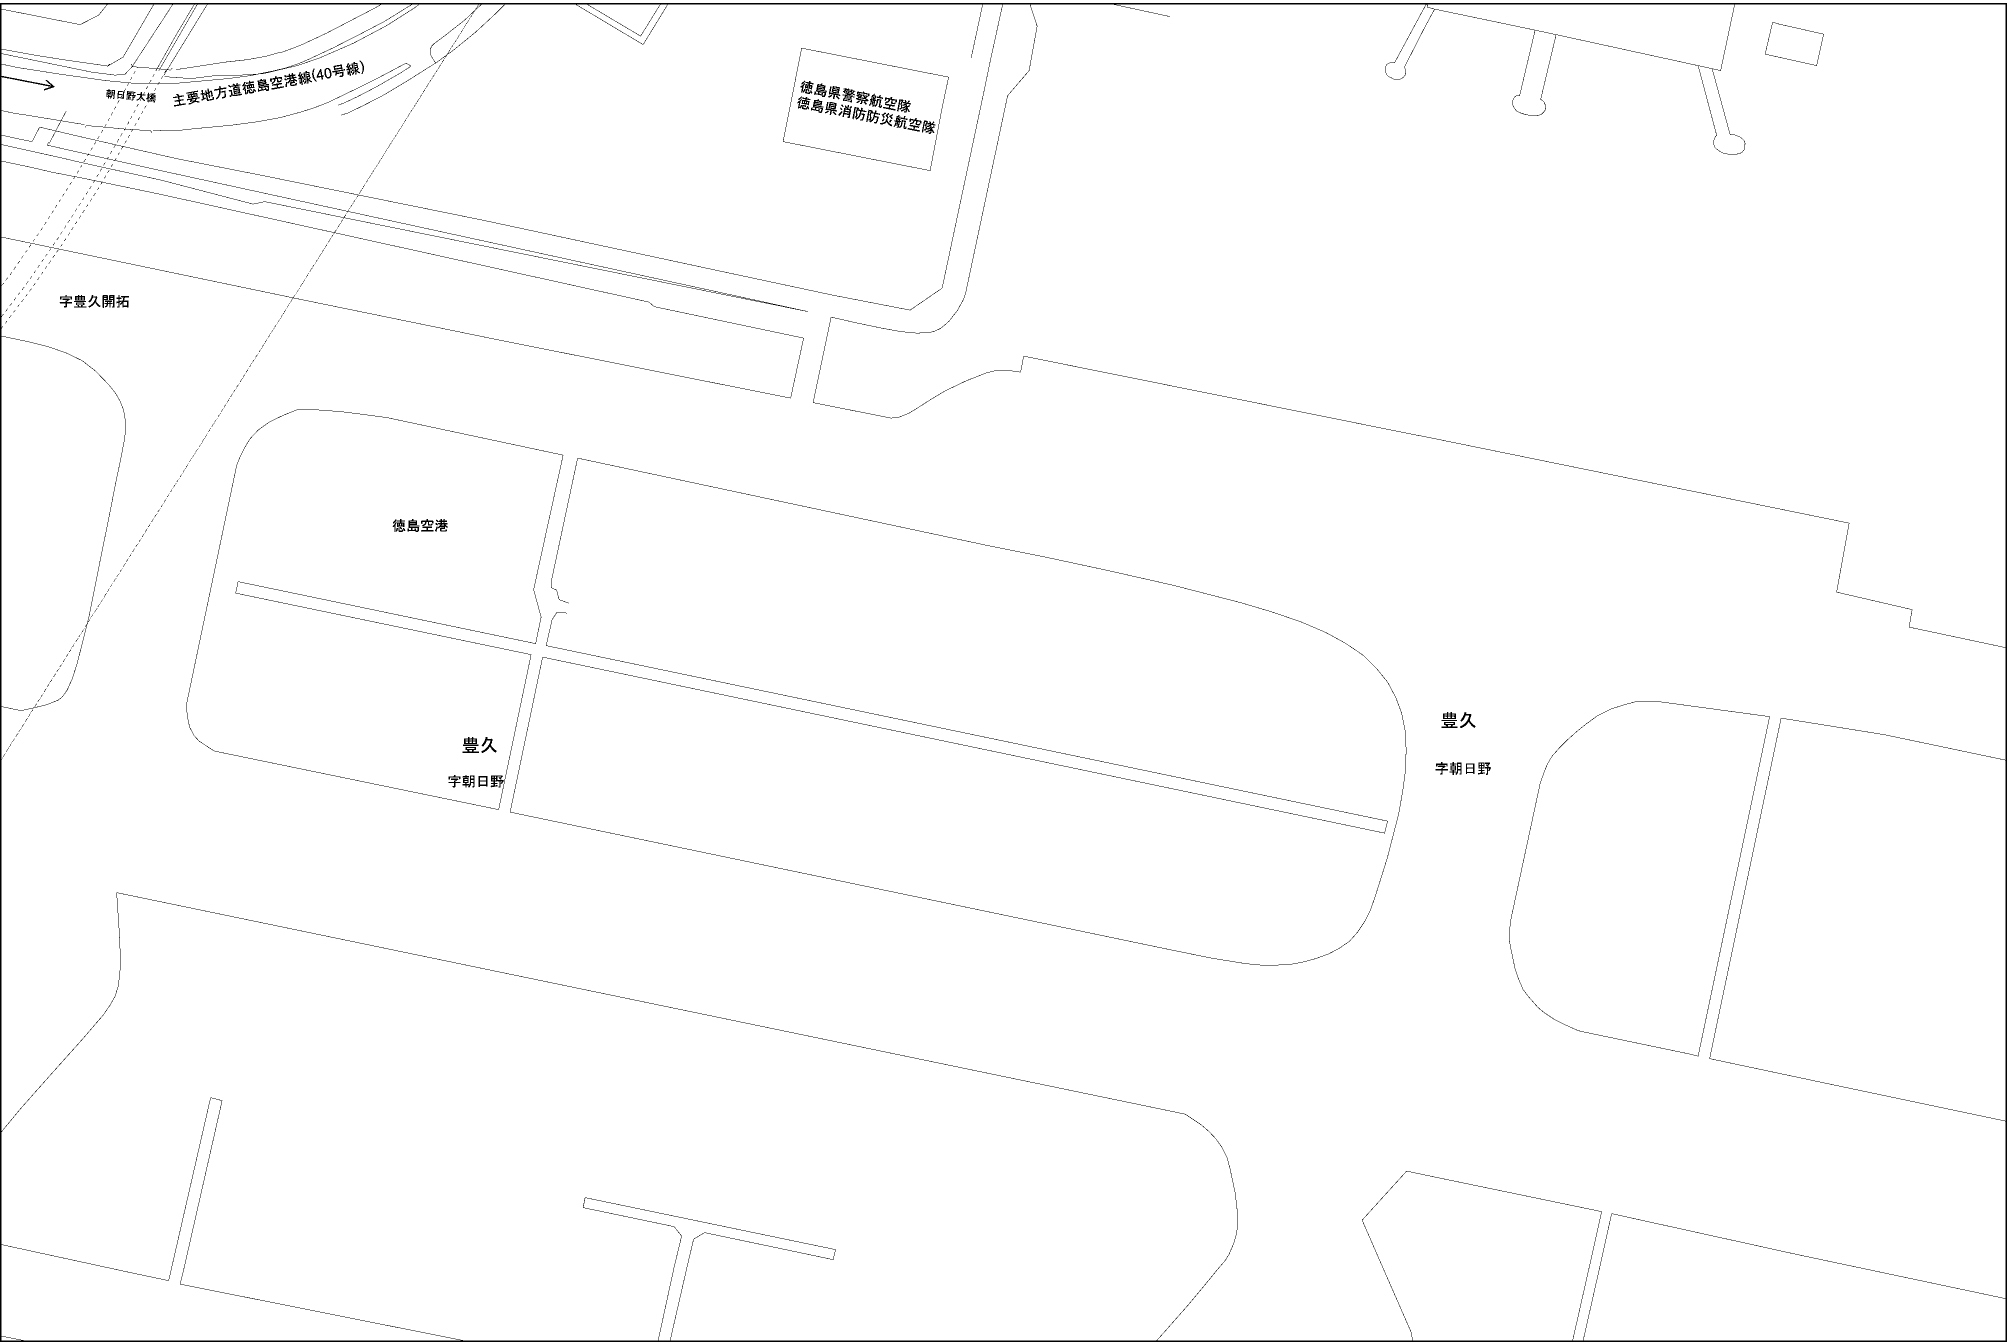 朝日野大橋
主要地方道徳島空港線(40号線)
徳島県警察航空隊
徳島県消防防災航空隊
字豊久開拓
徳島空港
豊久
字朝日野
豊久
字朝日野